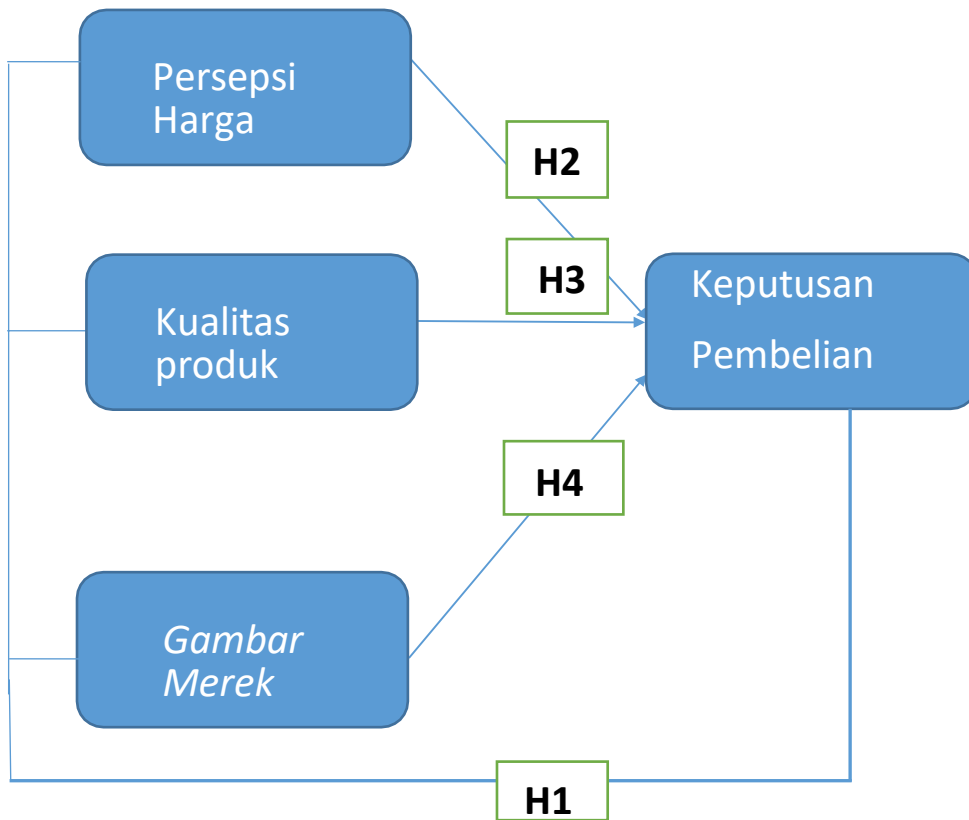 Persepsi
Harga
H2
H3
Keputusan
Pembelian
Kualitas
produk
H4
Gambar
Merek
H1